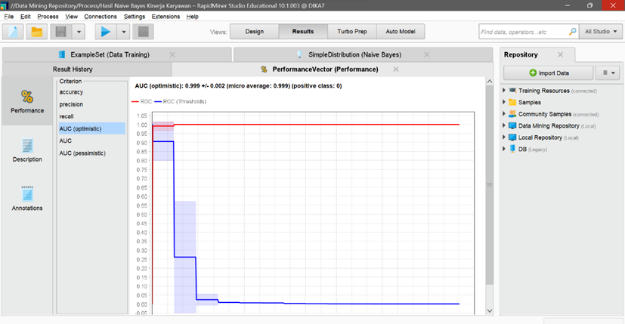 //Data Mining Repository/Process/Hasil Naive Bayes Kinerja Karyawan – RapidMiner Studio Educational 10.1.003 @ DIKA7
File Edit Process View Connections Settings Extensions Help
Views: Design Results Turbo Prep Auto Model
Find data, operators...etc
All Studio
ExampleSet (Data Training)
SimpleDistribution (Naive Bayes)
Result History
PerformanceVector (Performance)
Repository
Import Data
Training Resources (connected)
Samples
Community Samples (connected)
Data Mining Repository (Local)
Local Repository (Local)
DB (Legacy)
Performance
Description
Annotations
Criterion
accuracy
precision
recall
AUC (optimistic)
AUC
AUC (pessimistic)
AUC (optimistic): 0.999 +/- 0.002 (micro average: 0.999) (positive class: 0)
ROC ROC (Thresholds)
1.05
1.00
0.95
0.90
0.85
0.80
0.75
0.70
0.65
0.60
0.55
0.50
0.45
0.40
0.35
0.30
0.25
0.20
0.15
0.10
0.05
0.00
-0.05